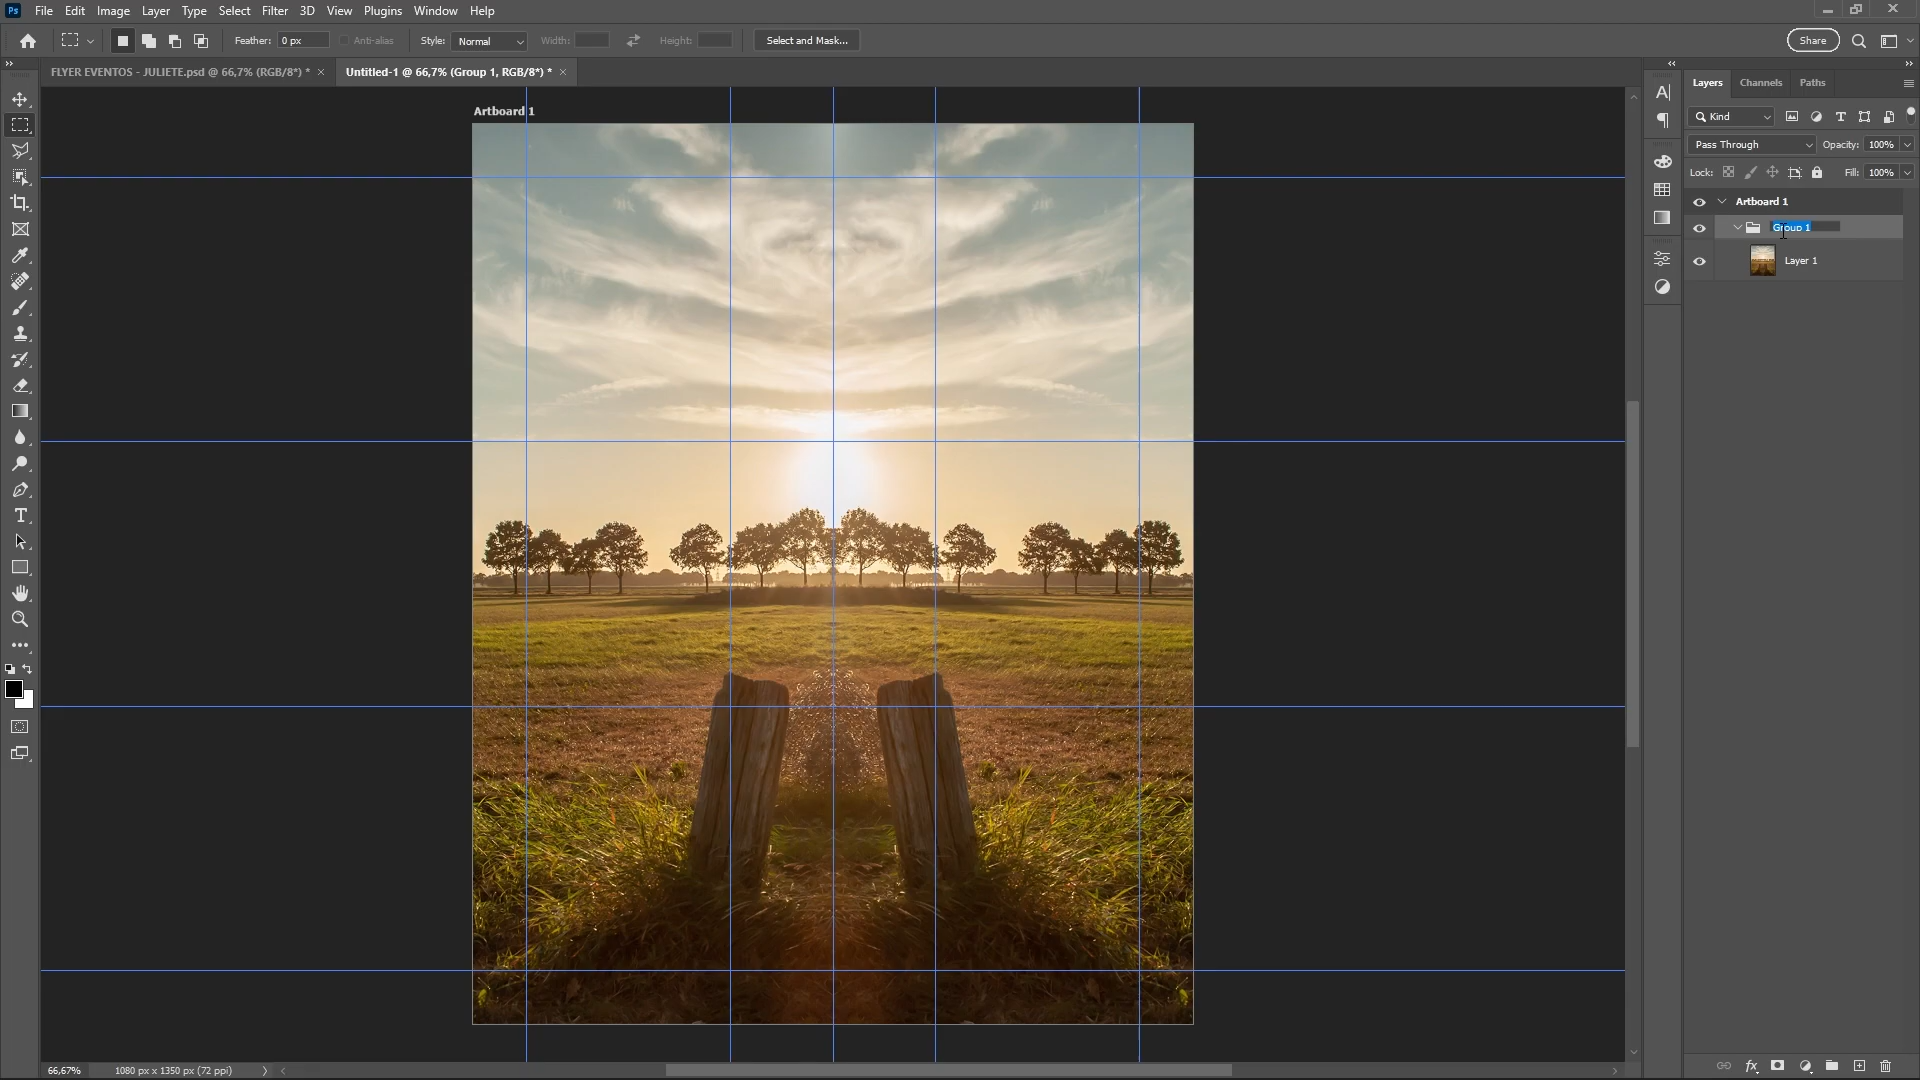 Ps File Edit Image Layer Type Select Filter 3D View Plugins Window Help
Feather: 0 px Anti-alias Style: Normal Width: Height: Select and Mask... Share
FLYER EVENTOS - JULIETE.psd @ 66,7% (RGB/8*) * × Untitled-1 @ 66,7% (Group 1, RGB/8*) * ×
Layers Channels Paths
Artboard 1
Kind
Pass Through Opacity: 100%
Lock: Fill: 100%
Artboard 1
Group 1
Layer 1
66,67% 1080 px x 1350 px (72 ppi)